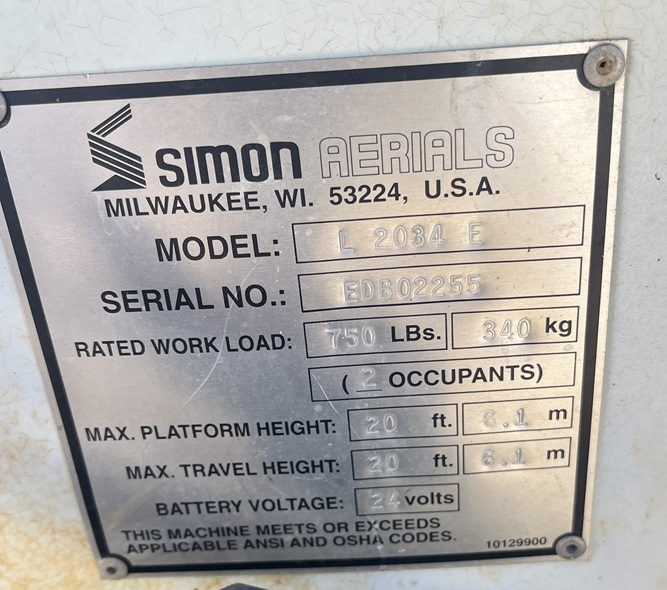 SIMON AERIALS
MILWAUKEE, WI. 53224, U.S.A.
MODEL: L 2034 E
SERIAL NO.: EDB02255
RATED WORK LOAD: 750 LBs. 340 kg
( 2 OCCUPANTS)
MAX. PLATFORM HEIGHT: 20 ft. 6.1 m
MAX. TRAVEL HEIGHT: 20 ft. 6.1 m
BATTERY VOLTAGE: 24 volts
THIS MACHINE MEETS OR EXCEEDS
APPLICABLE ANSI AND OSHA CODES. 10129900